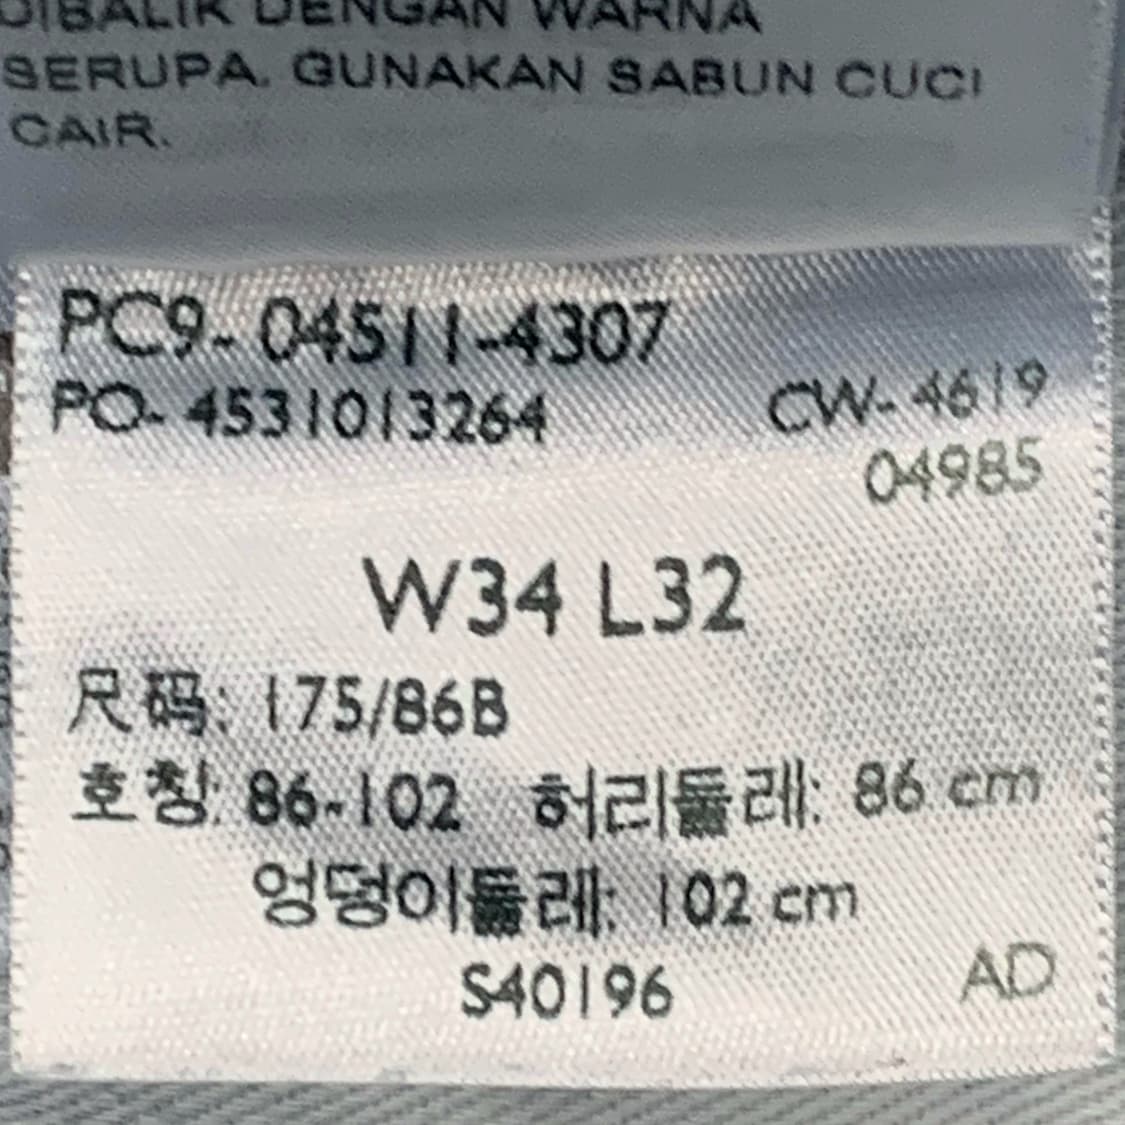 DIBALIK DENGAN WARNA
SERUPA. GUNAKAN SABUN CUCI
CAIR.
PC9-04511-4307
PO-4531013264 CW-4619
04985
W34 L32
尺码: 175/86B
호칭: 86-102 허리둘레: 86 cm
엉덩이둘레: 102 cm
S40196 AD